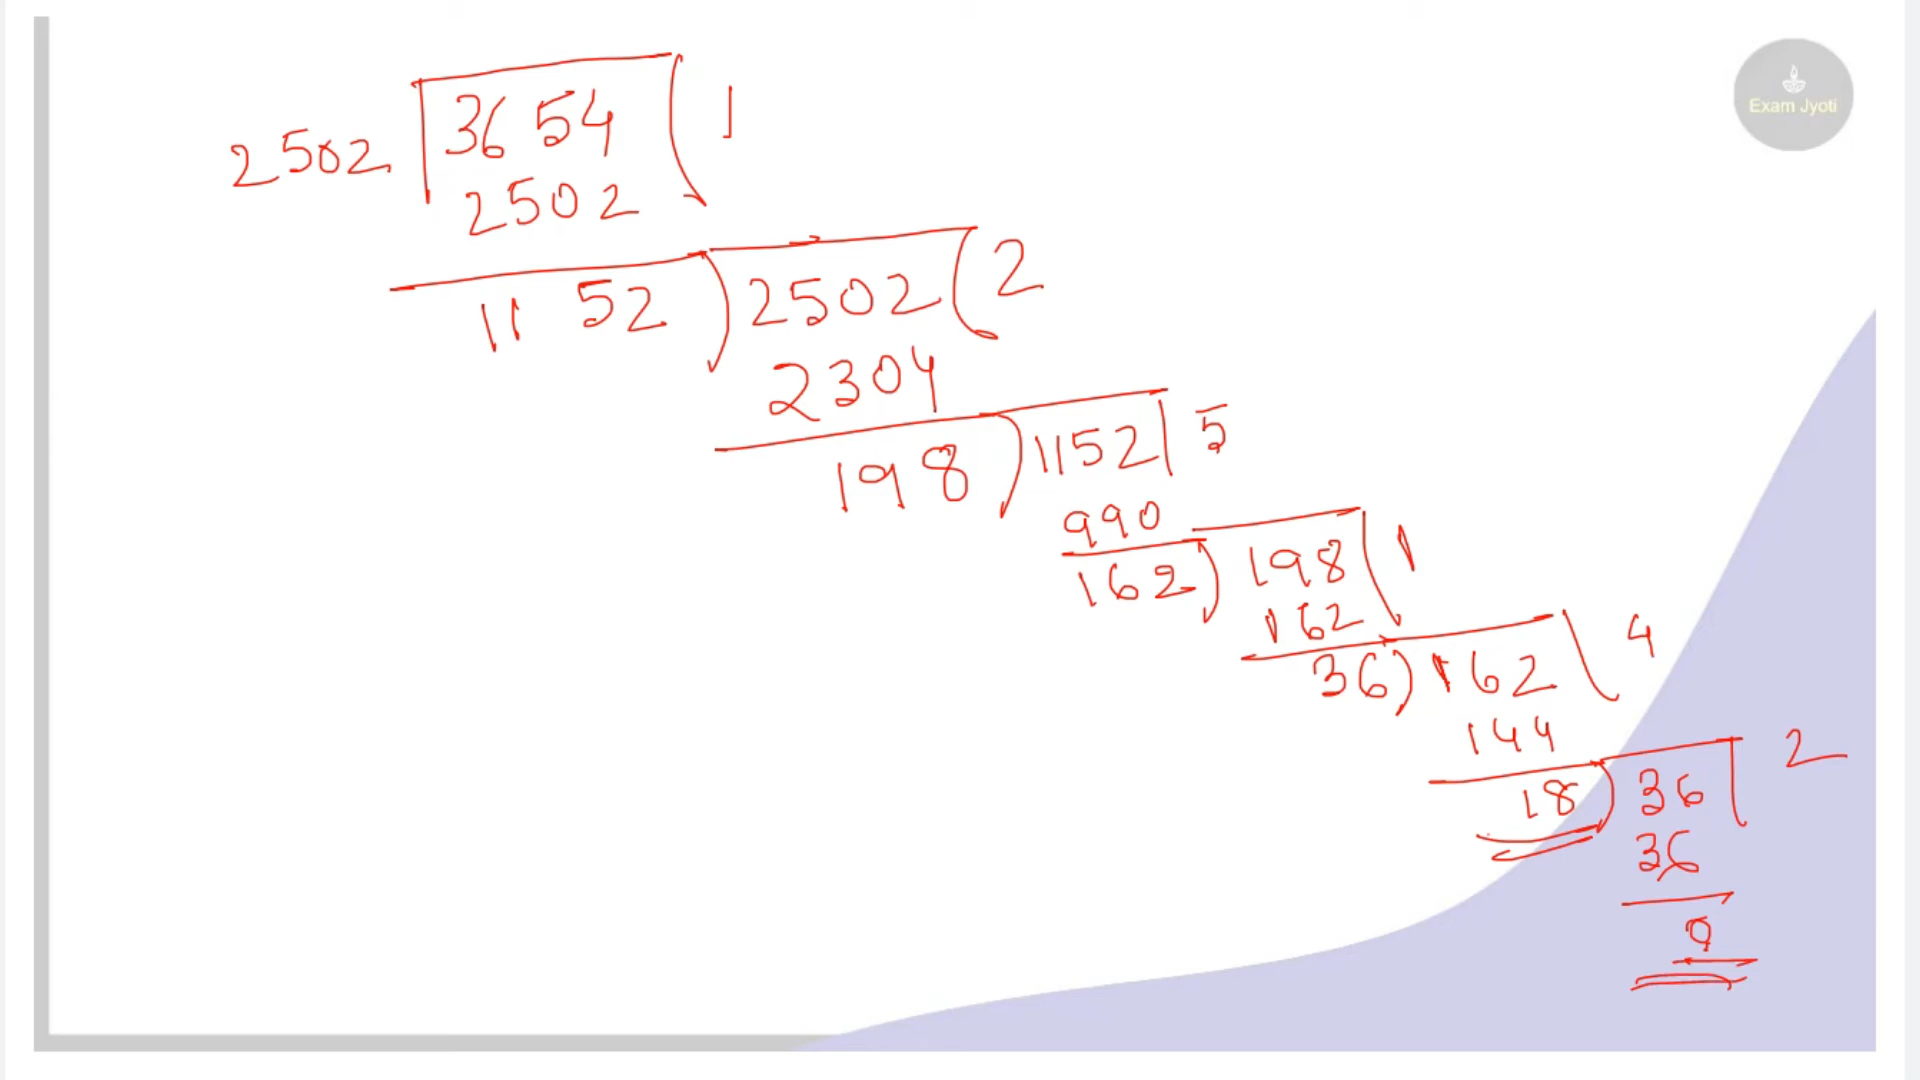 2502 3654 ( 1
2502
1152 ) 2502 ( 2
2304
198 ) 1152 | 5
990
162 ) 198 ( 1
162
36 ) 162 \ 4
144
18 ) 36 | 2
36
0
Exam Jyoti